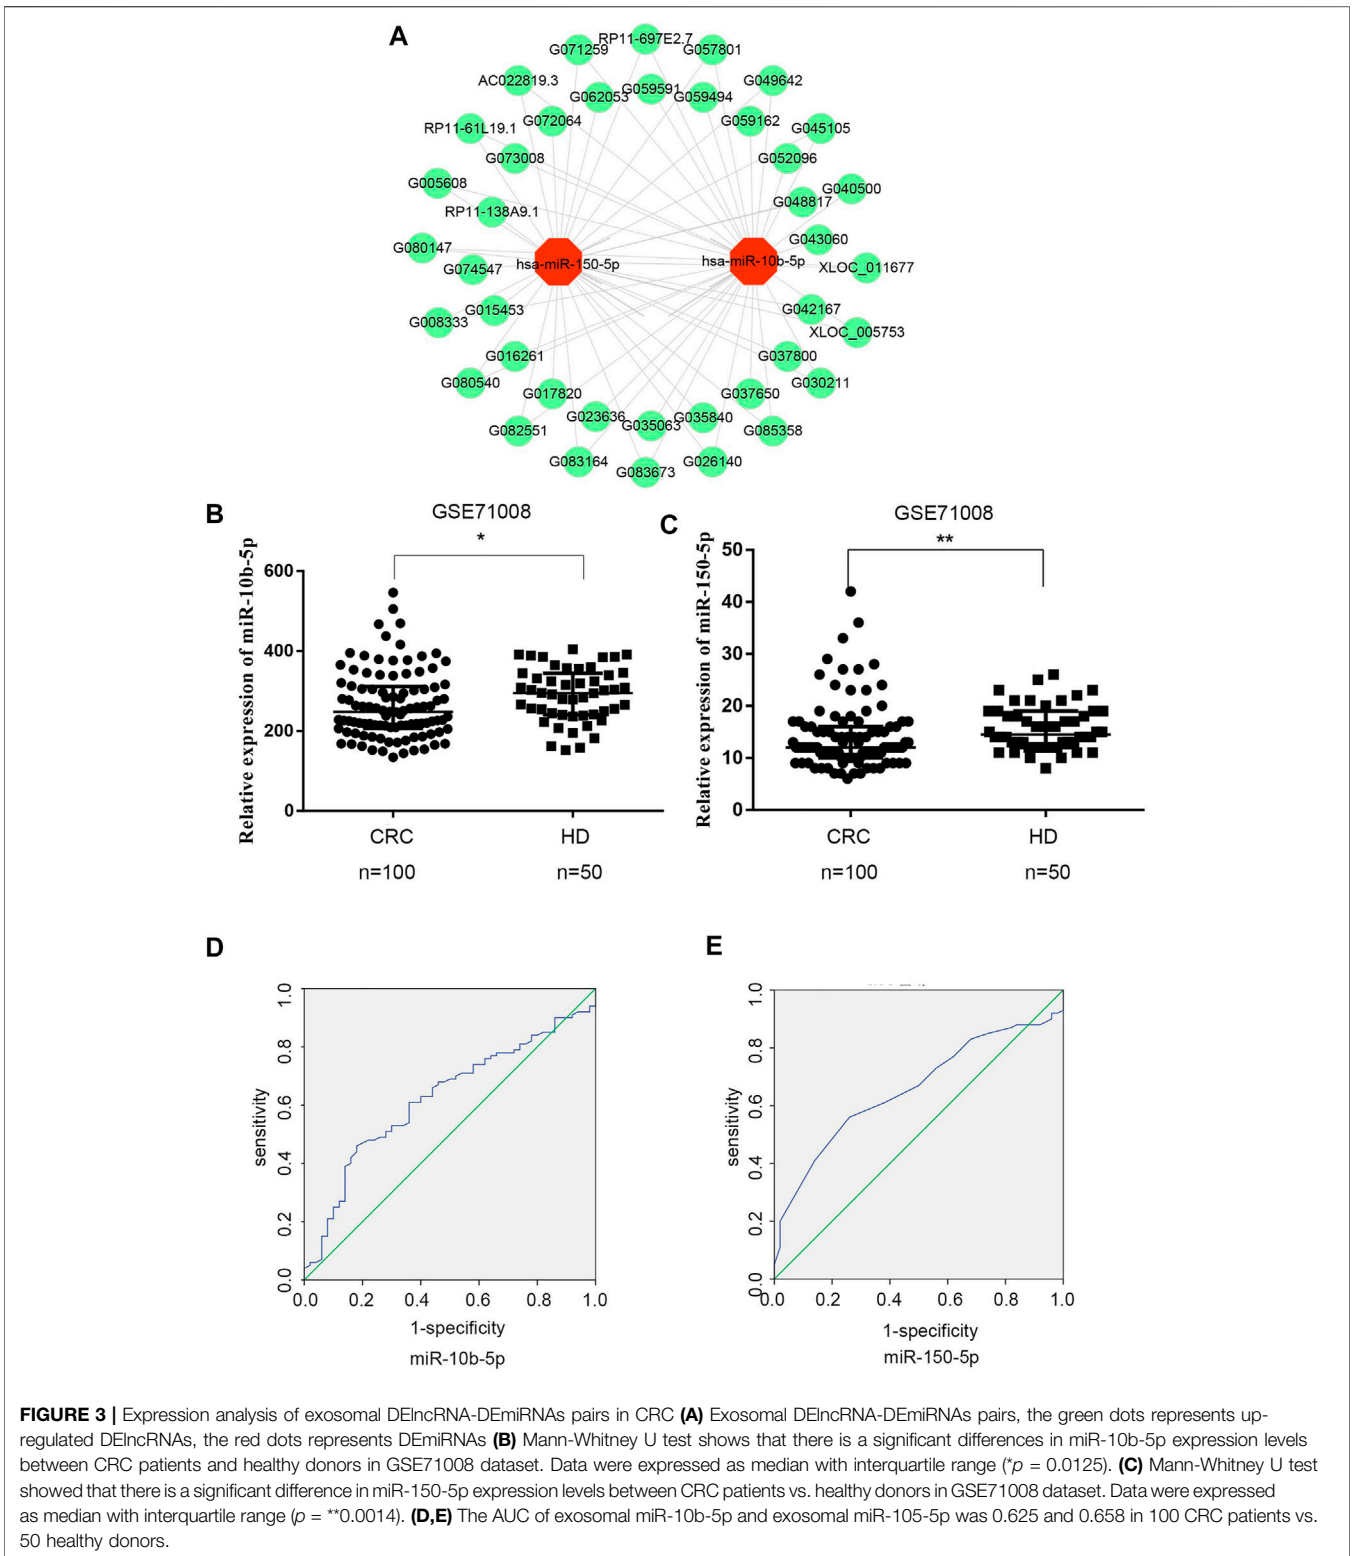 A
RP11-697E2.7
G071259
G057801
AC022819.3
G062053
G059591
G059494
G049642
RP11-61L19.1
G072064
G059162
G045105
G073008
G052096
G005608
G040500
RP11-138A9.1
G048817
G080147
G043060
G074547
hsa-miR-150-5p
hsa-miR-10b-5p
XLOC_011677
G008333
G015453
G042167
XLOC_005753
G016261
G037800
G080540
G030211
G017820
G037650
G082551
G023636
G035063
G035840
G085358
G083164
G083673
G026140
B
GSE71008
*
Relative expression of miR-10b-5p
600
400
200
0
CRC
HD
n=100
n=50
C
GSE71008
**
Relative expression of miR-150-5p
50
40
30
20
10
0
CRC
HD
n=100
n=50
D
sensitivity
1.0
0.8
0.6
0.4
0.2
0.0
0.0 0.2 0.4 0.6 0.8 1.0
1-specificity
miR-10b-5p
E
sensitivity
1.0
0.8
0.6
0.4
0.2
0.0
0.0 0.2 0.4 0.6 0.8 1.0
1-specificity
miR-150-5p
FIGURE 3 | Expression analysis of exosomal DElncRNA-DEmiRNAs pairs in CRC (A) Exosomal DElncRNA-DEmiRNAs pairs, the green dots represents up-
regulated DElncRNAs, the red dots represents DEmiRNAs (B) Mann-Whitney U test shows that there is a significant differences in miR-10b-5p expression levels
between CRC patients and healthy donors in GSE71008 dataset. Data were expressed as median with interquartile range (*p = 0.0125). (C) Mann-Whitney U test
showed that there is a significant difference in miR-150-5p expression levels between CRC patients vs. healthy donors in GSE71008 dataset. Data were expressed
as median with interquartile range (p = **0.0014). (D,E) The AUC of exosomal miR-10b-5p and exosomal miR-105-5p was 0.625 and 0.658 in 100 CRC patients vs.
50 healthy donors.